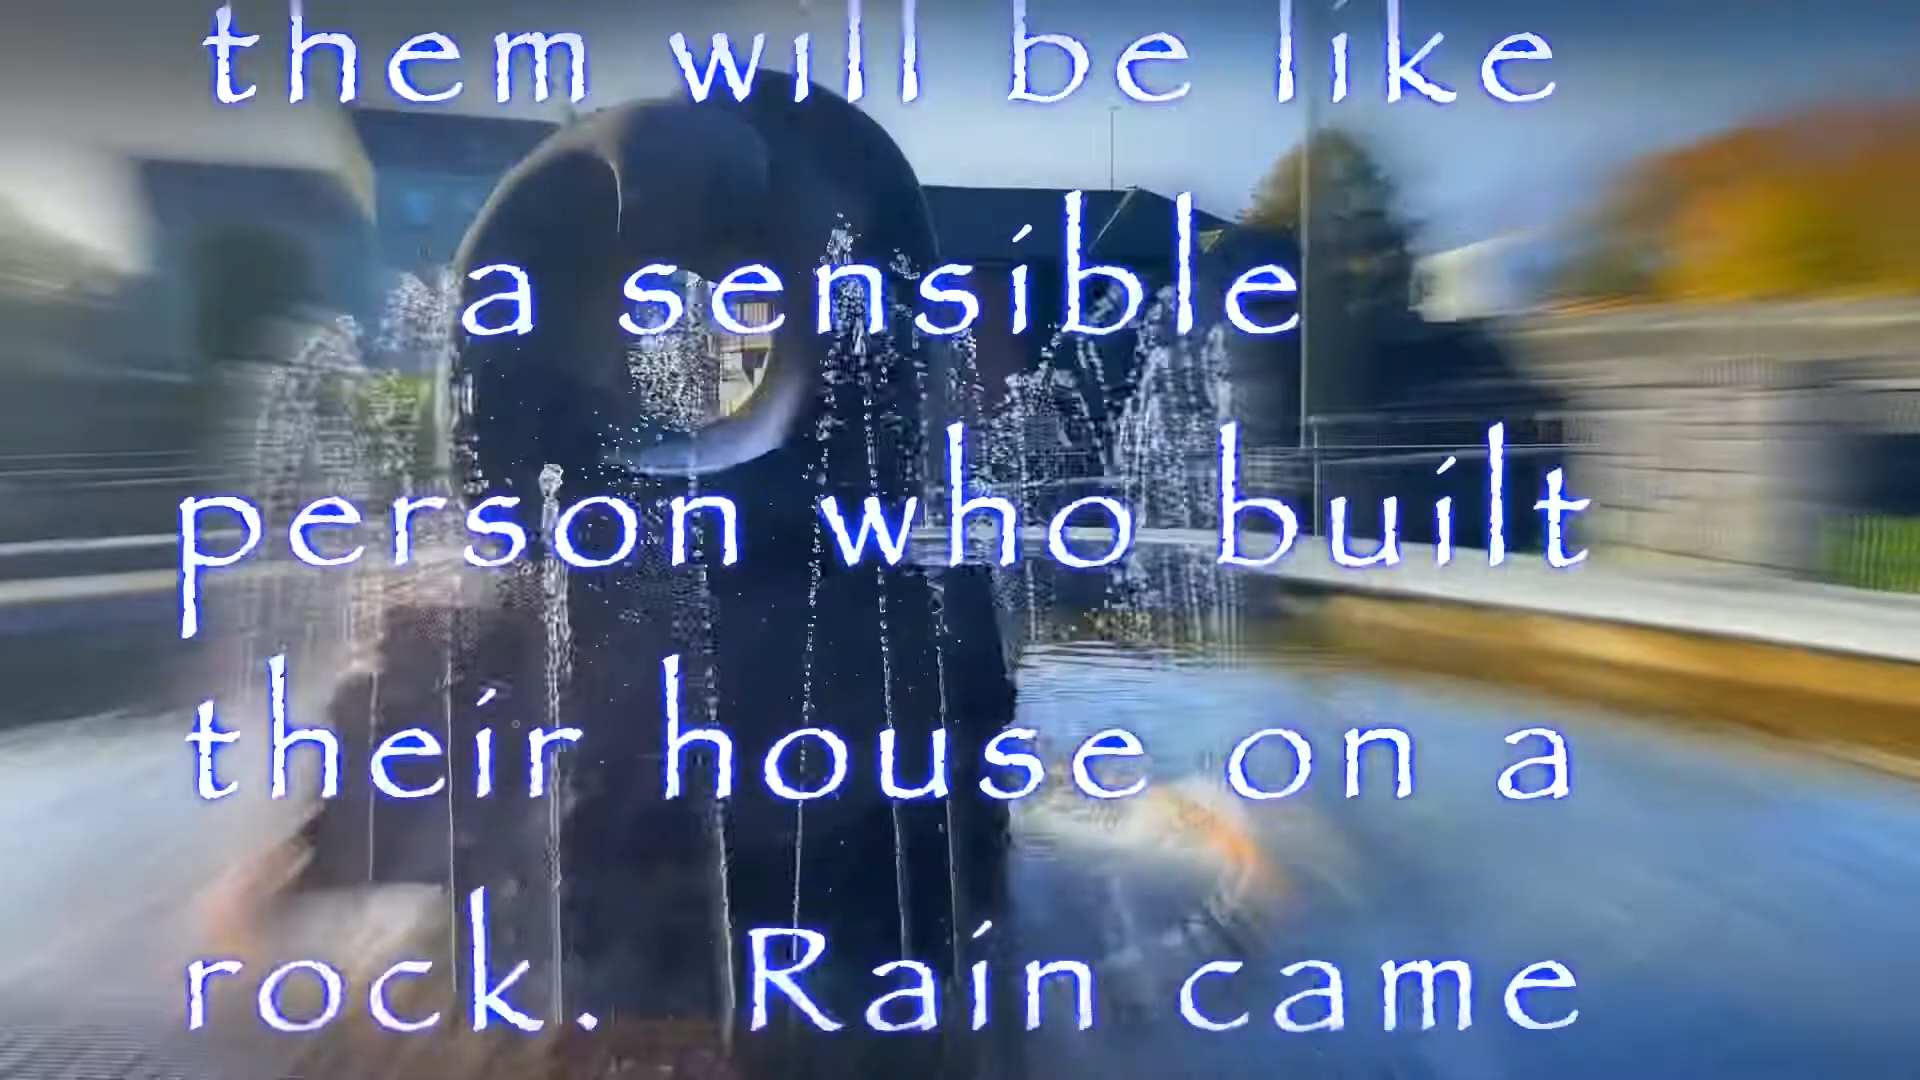 them will be like
a sensible
person who built
their house on a
rock. Rain came